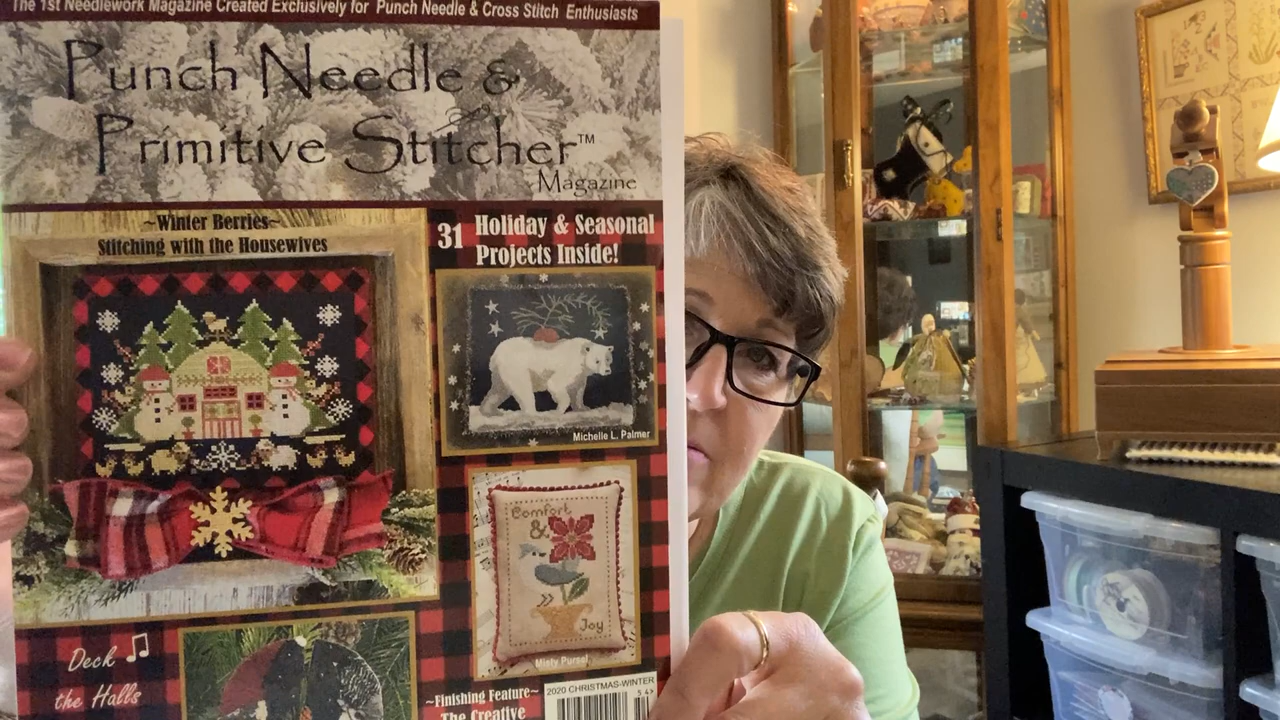 The 1st Needlework Magazine Created Exclusively for Punch Needle & Cross Stitch Enthusiasts
Punch Needle &
Primitive Stitcher™
Magazine
~Winter Berries~
Stitching with the Housewives
31 Holiday & Seasonal
Projects Inside!
Michelle L. Palmer
Comfort
&
Joy
Misty Pursel
Deck
the Halls
~Finishing Feature~
The Creative
2020 CHRISTMAS-WINTER
54>